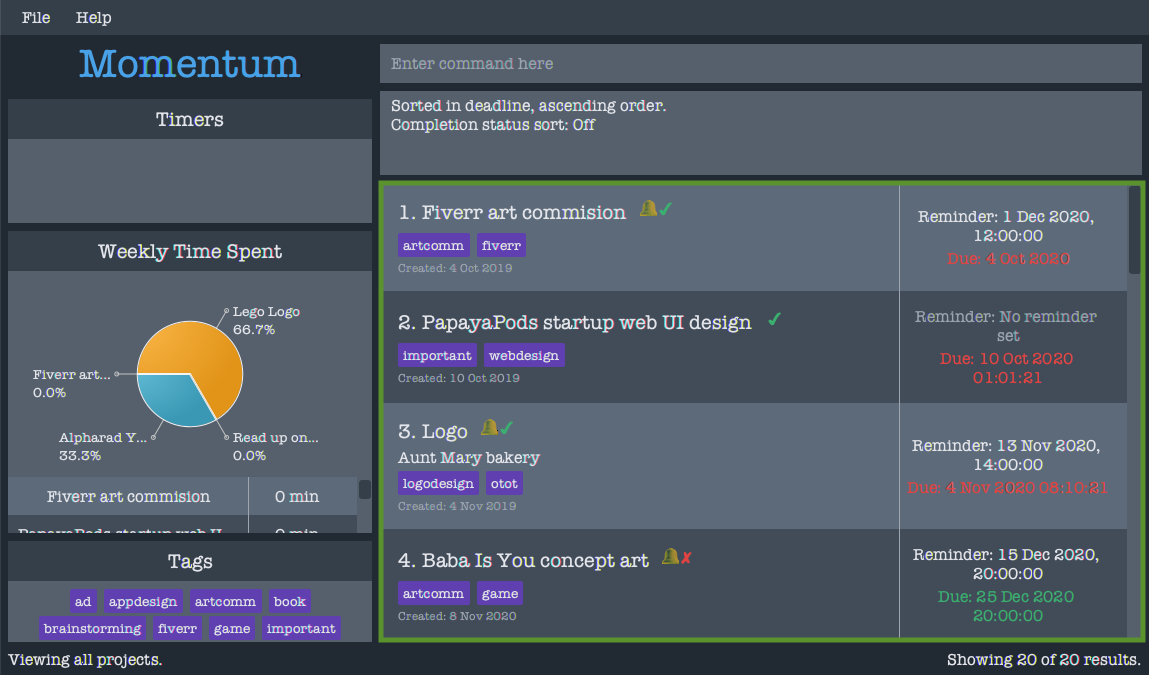 File Help
Momentum
Enter command here
Sorted in deadline, ascending order.
Completion status sort: Off
Timers
Weekly Time Spent
Lego Logo
66.7%
Fiverr art...
0.0%
Alpharad Y...
33.3%
Read up on...
0.0%
Fiverr art commision 0 min
PapayaPods startup web U... 0 min
Tags
ad appdesign artcomm book
brainstorming fiverr game important
1. Fiverr art commision
artcomm fiverr
Created: 4 Oct 2019
Reminder: 1 Dec 2020,
12:00:00
Due: 4 Oct 2020
2. PapayaPods startup web UI design
important webdesign
Created: 10 Oct 2019
Reminder: No reminder
set
Due: 10 Oct 2020
01:01:21
3. Logo
Aunt Mary bakery
logodesign otot
Created: 4 Nov 2019
Reminder: 13 Nov 2020,
14:00:00
Due: 4 Nov 2020 08:10:21
4. Baba Is You concept art
artcomm game
Created: 8 Nov 2020
Reminder: 15 Dec 2020,
20:00:00
Due: 25 Dec 2020
20:00:00
Viewing all projects.
Showing 20 of 20 results.